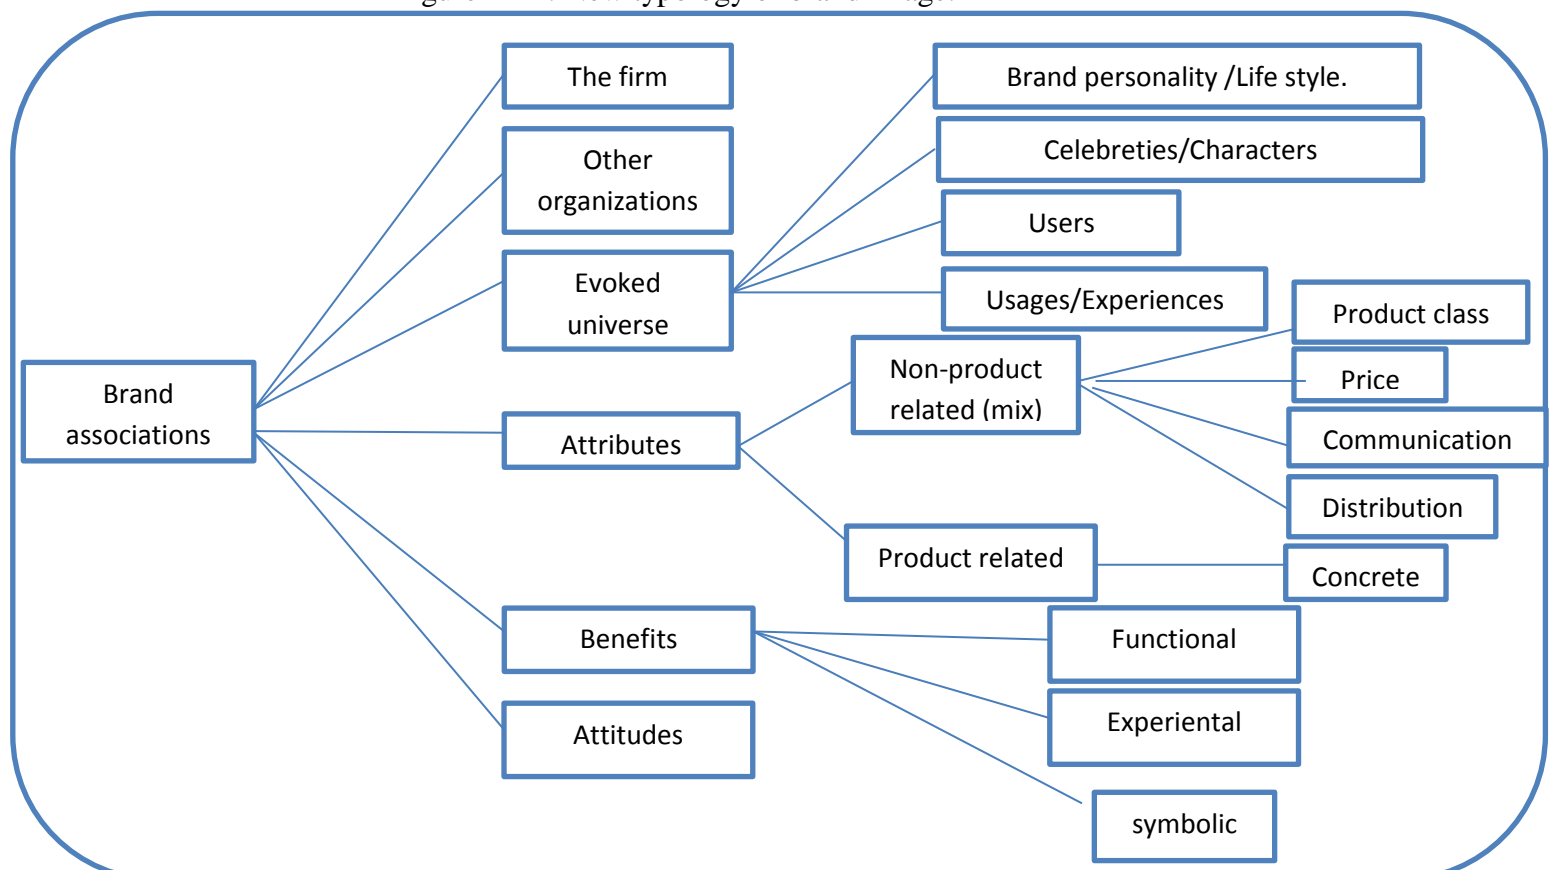 The firm
Brand personality /Life style.
Other
organizations
Celebreties/Characters
Users
Evoked
universe
Usages/Experiences
Product class
Brand
associations
Non-product
related (mix)
Price
Attributes
Communication
Distribution
Product related
Concrete
Benefits
Functional
Experiental
Attitudes
symbolic